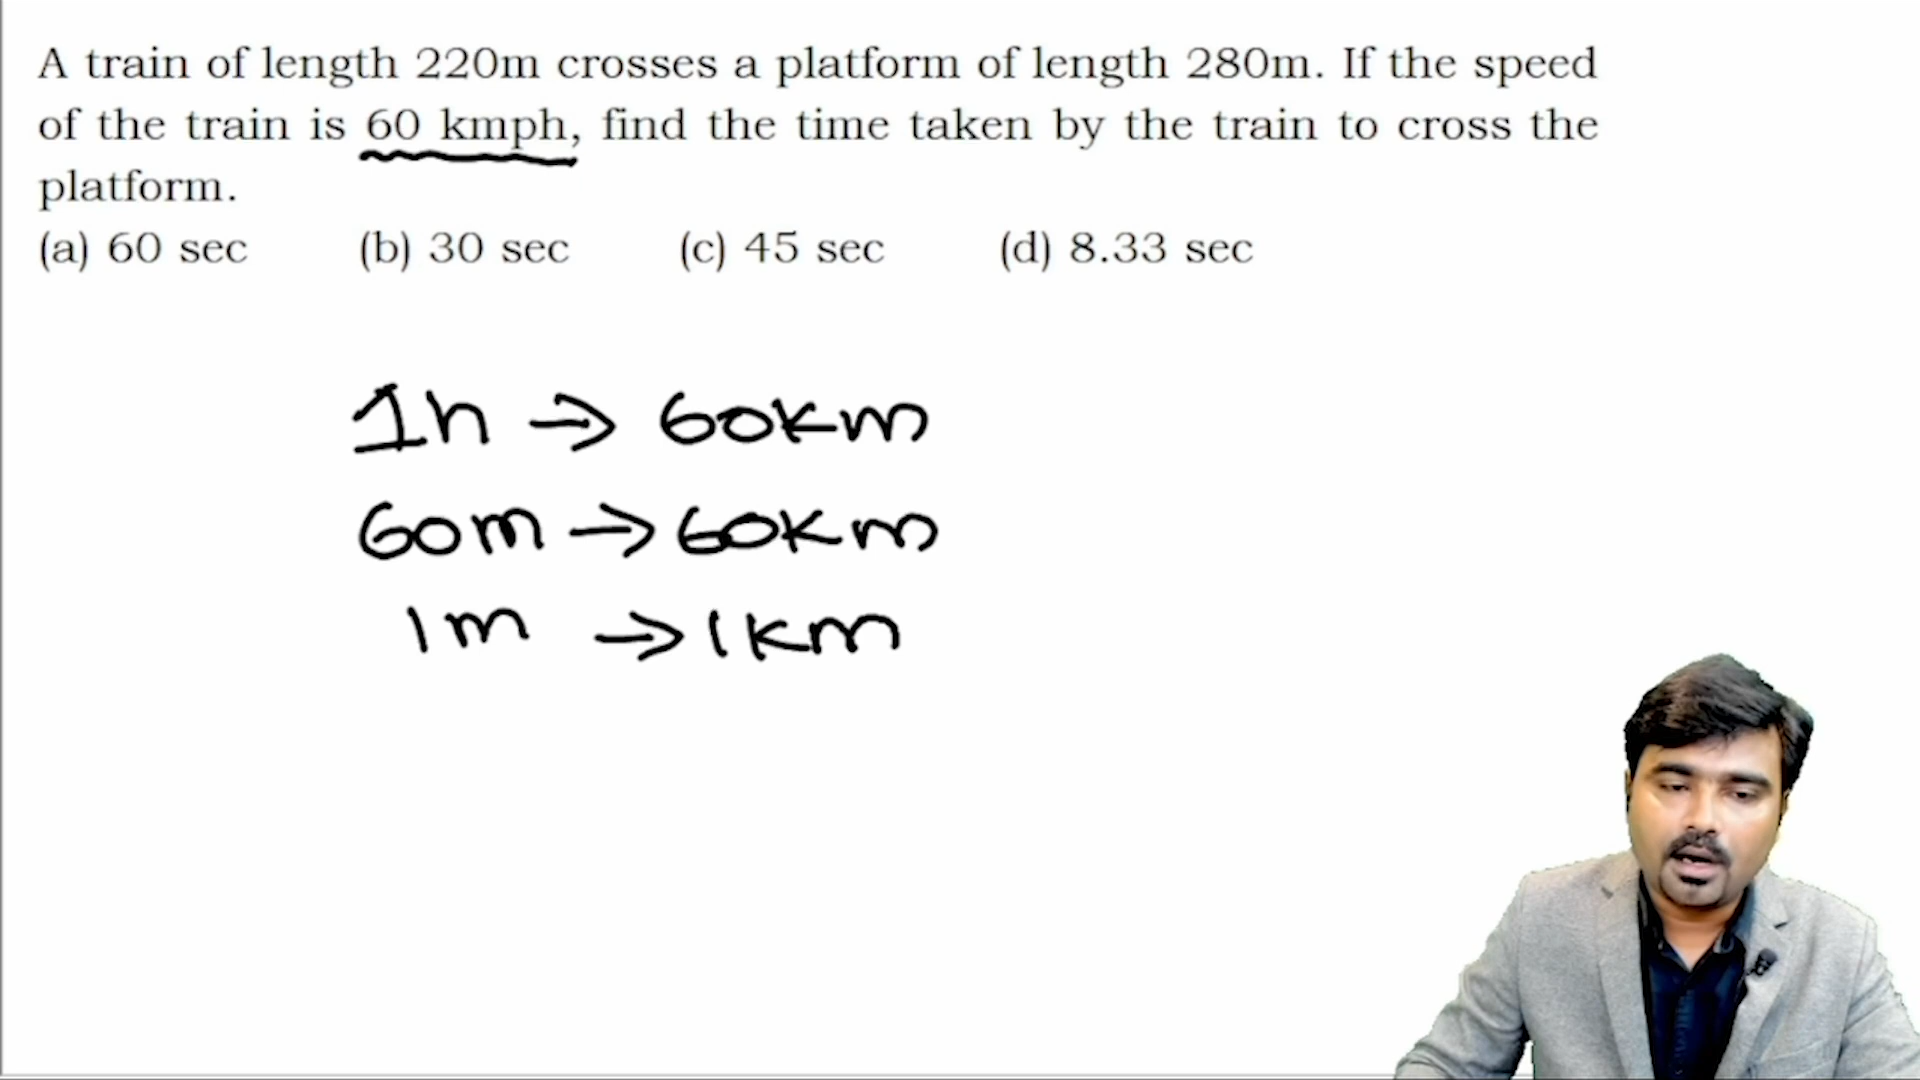 A train of length 220m crosses a platform of length 280m. If the speed
of the train is 60 kmph, find the time taken by the train to cross the
platform.
(a) 60 sec (b) 30 sec (c) 45 sec (d) 8.33 sec
1h → 60km
60m → 60km
1m → 1km